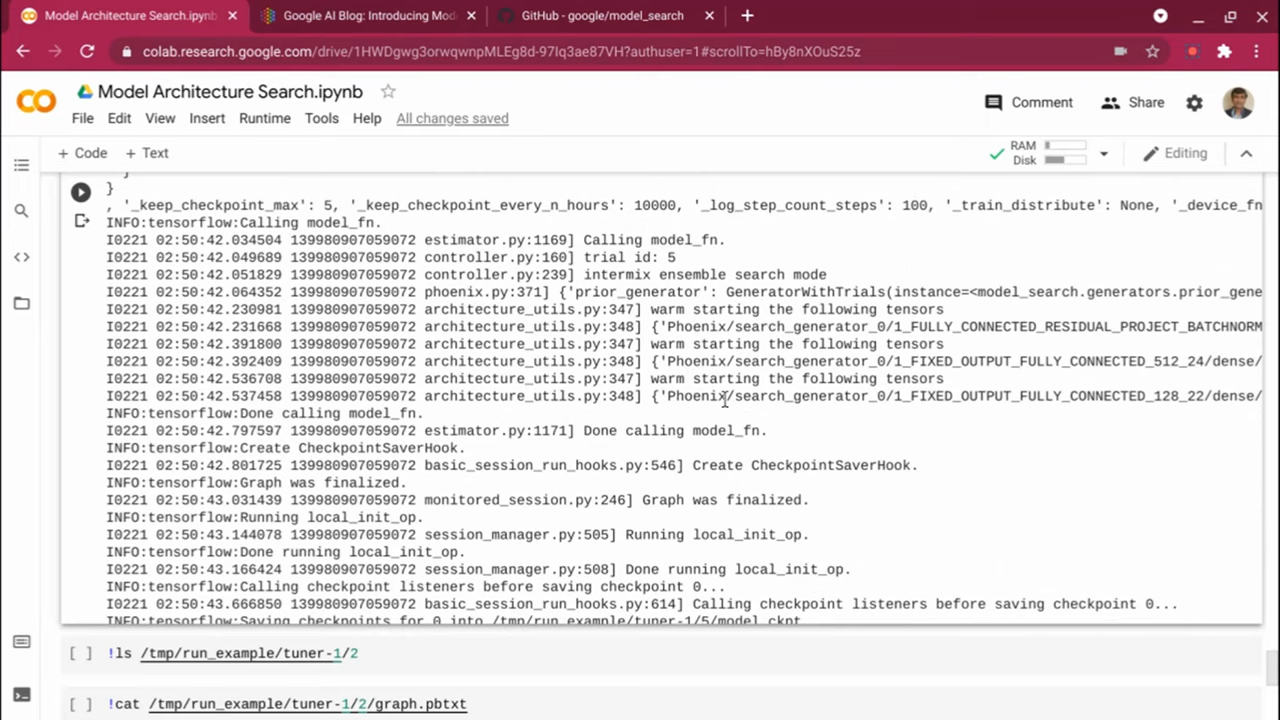 Model Architecture Search.ipynb
Google AI Blog: Introducing Mod
GitHub - google/model_search
colab.research.google.com/drive/1HWDgwg3orwqwnpMLEg8d-97Iq3ae87VH?authuser=1#scrollTo=hBy8nXOuS25z
Model Architecture Search.ipynb
File Edit View Insert Runtime Tools Help All changes saved
Comment Share
+ Code + Text
RAM
Disk
Editing
}
, '_keep_checkpoint_max': 5, '_keep_checkpoint_every_n_hours': 10000, '_log_step_count_steps': 100, '_train_distribute': None, '_device_fn
INFO:tensorflow:Calling model_fn.
I0221 02:50:42.034504 139980907059072 estimator.py:1169] Calling model_fn.
I0221 02:50:42.049689 139980907059072 controller.py:160] trial id: 5
I0221 02:50:42.051829 139980907059072 controller.py:239] intermix ensemble search mode
I0221 02:50:42.064352 139980907059072 phoenix.py:371] {'prior_generator': GeneratorWithTrials(instance=<model_search.generators.prior_gene
I0221 02:50:42.230981 139980907059072 architecture_utils.py:347] warm starting the following tensors
I0221 02:50:42.231668 139980907059072 architecture_utils.py:348] {'Phoenix/search_generator_0/1_FULLY_CONNECTED_RESIDUAL_PROJECT_BATCHNORM
I0221 02:50:42.391800 139980907059072 architecture_utils.py:347] warm starting the following tensors
I0221 02:50:42.392409 139980907059072 architecture_utils.py:348] {'Phoenix/search_generator_0/1_FIXED_OUTPUT_FULLY_CONNECTED_512_24/dense/
I0221 02:50:42.536708 139980907059072 architecture_utils.py:347] warm starting the following tensors
I0221 02:50:42.537458 139980907059072 architecture_utils.py:348] {'Phoenix/search_generator_0/1_FIXED_OUTPUT_FULLY_CONNECTED_128_22/dense/
INFO:tensorflow:Done calling model_fn.
I0221 02:50:42.797597 139980907059072 estimator.py:1171] Done calling model_fn.
INFO:tensorflow:Create CheckpointSaverHook.
I0221 02:50:42.801725 139980907059072 basic_session_run_hooks.py:546] Create CheckpointSaverHook.
INFO:tensorflow:Graph was finalized.
I0221 02:50:43.031439 139980907059072 monitored_session.py:246] Graph was finalized.
INFO:tensorflow:Running local_init_op.
I0221 02:50:43.144078 139980907059072 session_manager.py:505] Running local_init_op.
INFO:tensorflow:Done running local_init_op.
I0221 02:50:43.166424 139980907059072 session_manager.py:508] Done running local_init_op.
INFO:tensorflow:Calling checkpoint listeners before saving checkpoint 0...
I0221 02:50:43.666850 139980907059072 basic_session_run_hooks.py:614] Calling checkpoint listeners before saving checkpoint 0...
INFO:tensorflow:Saving checkpoints for 0 into /tmp/run_example/tuner-1/5/model.ckpt
[ ] !ls /tmp/run_example/tuner-1/2
[ ] !cat /tmp/run_example/tuner-1/2/graph.pbtxt